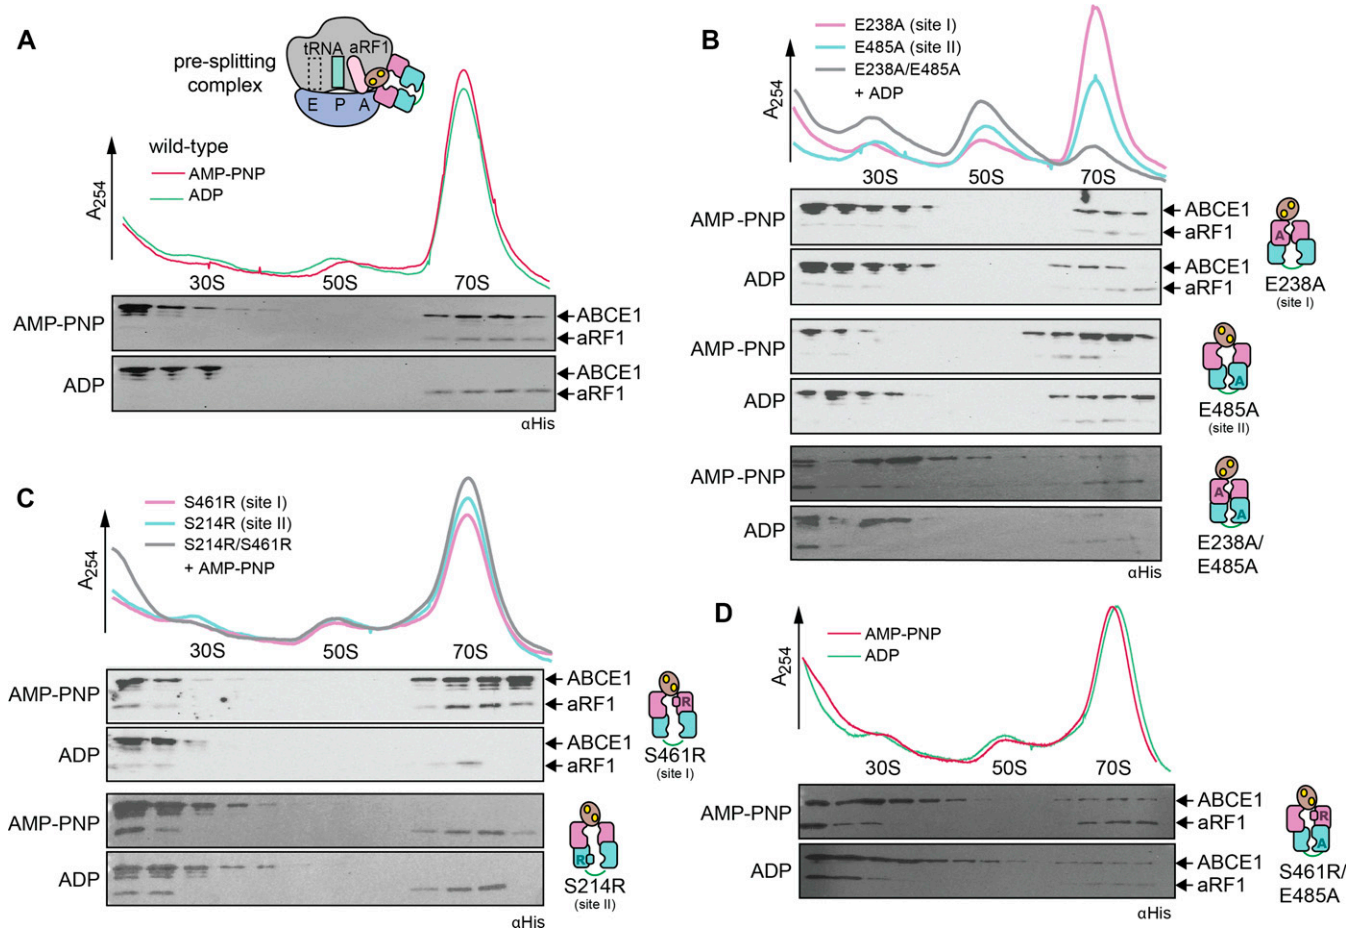 A
pre-splitting
complex
tRNA aRF1
E P A
wild-type
AMP-PNP
ADP
A254
30S 50S 70S
AMP-PNP
ABCE1
aRF1
ADP
ABCE1
aRF1
αHis
B
E238A (site I)
E485A (site II)
E238A/E485A
+ ADP
A254
30S 50S 70S
AMP-PNP
ABCE1
aRF1
ADP
ABCE1
aRF1
A
E238A
(site I)
AMP-PNP
ADP
A
E485A
(site II)
AMP-PNP
ADP
A
A
E238A/
E485A
αHis
C
S461R (site I)
S214R (site II)
S214R/S461R
+ AMP-PNP
A254
30S 50S 70S
AMP-PNP
ABCE1
aRF1
ADP
ABCE1
aRF1
R
S461R
(site I)
AMP-PNP
ADP
R
S214R
(site II)
αHis
D
AMP-PNP
ADP
A254
30S 50S 70S
AMP-PNP
ABCE1
aRF1
ADP
ABCE1
aRF1
R
A
S461R/
E485A
αHis